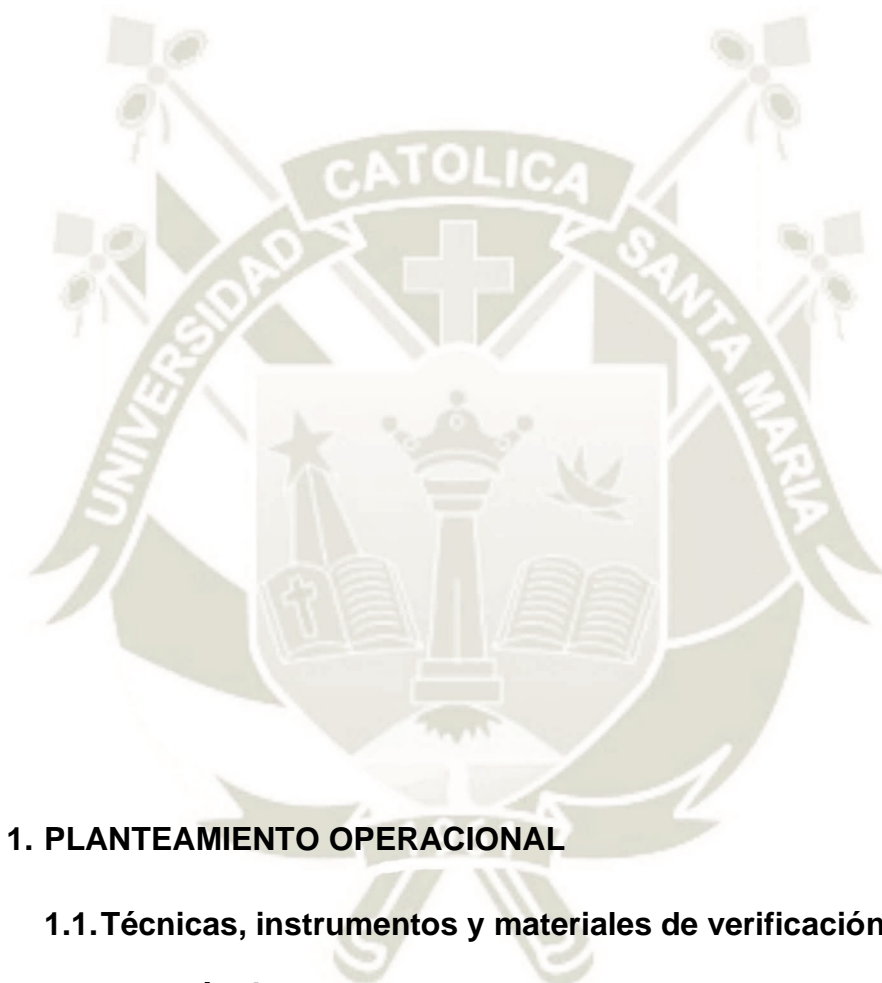 CATOLICA
UNIVERSIDAD
SANTA MARIA
1. PLANTEAMIENTO OPERACIONAL
1.1. Técnicas, instrumentos y materiales de verificación